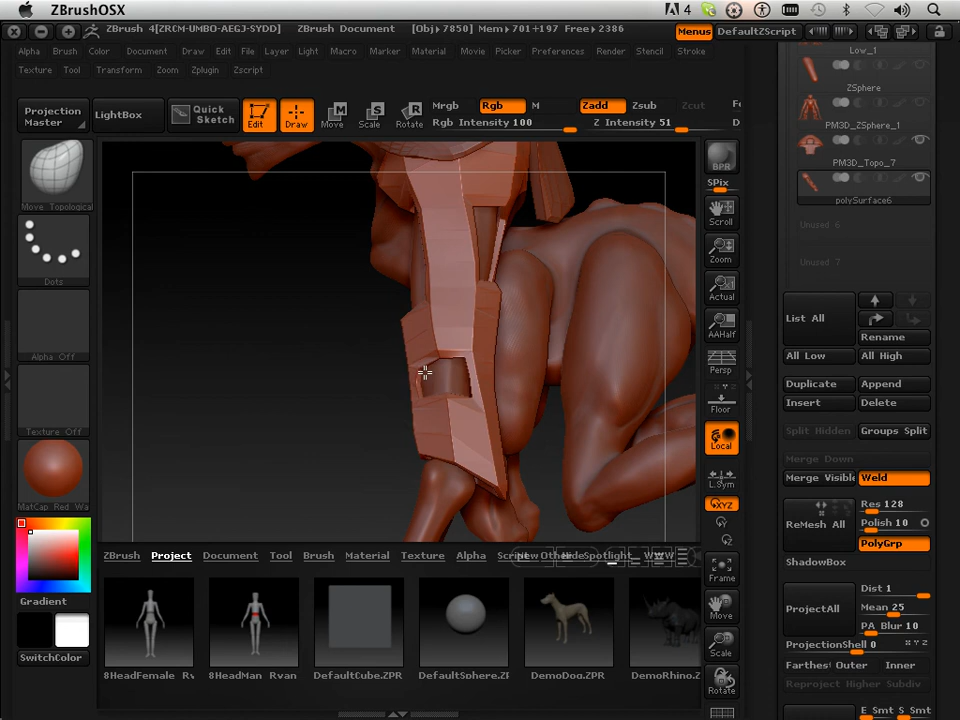 ZBrushOSX
4
ZBrush 4[ZRCM-UMBO-AEGJ-SYDD] ZBrush Document [Obj▸7850] Mem▸701+197 Free▸2386
Menus DefaultZScript
Alpha Brush Color Document Draw Edit File Layer Light Macro Marker Material Movie Picker Preferences Render Stencil Stroke
Texture Tool Transform Zoom Zplugin Zscript
Projection Master
LightBox
Quick Sketch
Edit Draw Move Scale Rotate
Mrgb Rgb M Zadd Zsub Zcut
Rgb Intensity 100 Z Intensity 51
Move Topological
Dots
Alpha Off
Texture Off
MatCap Red Wa
Gradient
SwitchColor
BPR
SPix
Scroll
Zoom
Actual
AAHalf
Persp
Floor
Local
L.Sym
XYZ
Frame
Move
Scale
Rotate
Low_1
ZSphere
PM3D_ZSphere_1
PM3D_Topo_7
polySurface6
Unused 6
Unused 7
List All
Rename
All Low All High
Duplicate Append
Insert Delete
Split Hidden Groups Split
Merge Down
Merge Visible Weld
ReMesh All
Res 128
Polish 10
PolyGrp
ShadowBox
ProjectAll
Dist 1
Mean 25
PA Blur 10
ProjectionShell 0
Farthest Outer Inner
Reproject Higher Subdiv
E Smt S Smt
ZBrush Project Document Tool Brush Material Texture Alpha
8HeadFemale_Ry 8HeadMan_Ryan DefaultCube.ZPR DefaultSphere.ZF DemoDog.ZPR DemoRhino.Z